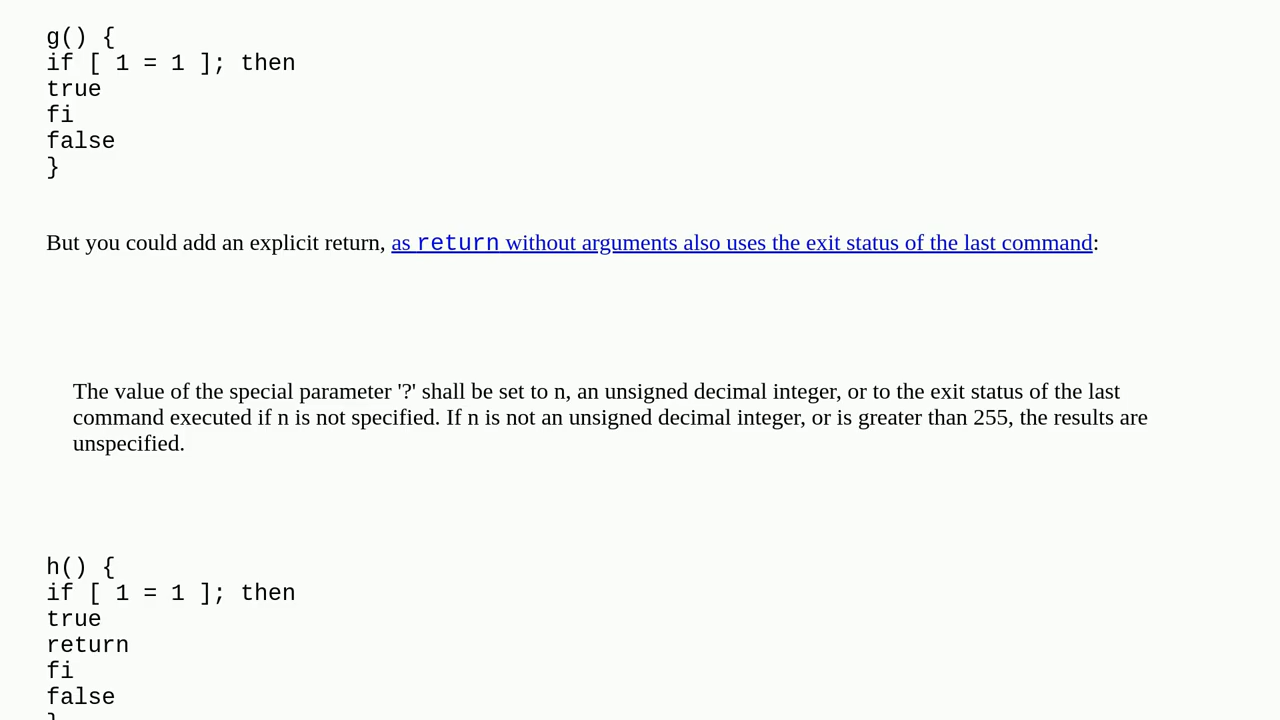 g() {
if [ 1 = 1 ]; then
true
fi
false
}
But you could add an explicit return, as return without arguments also uses the exit status of the last command:
The value of the special parameter '?' shall be set to n, an unsigned decimal integer, or to the exit status of the last
command executed if n is not specified. If n is not an unsigned decimal integer, or is greater than 255, the results are
unspecified.
h() {
if [ 1 = 1 ]; then
true
return
fi
false
}